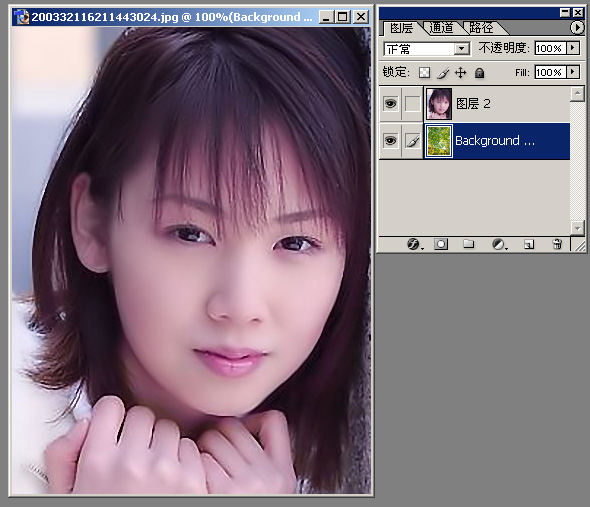 200332116211443024.jpg @ 100%(Background ...
图层 通道 路径
正常 不透明度: 100%
锁定: Fill: 100%
图层 2
Background ...